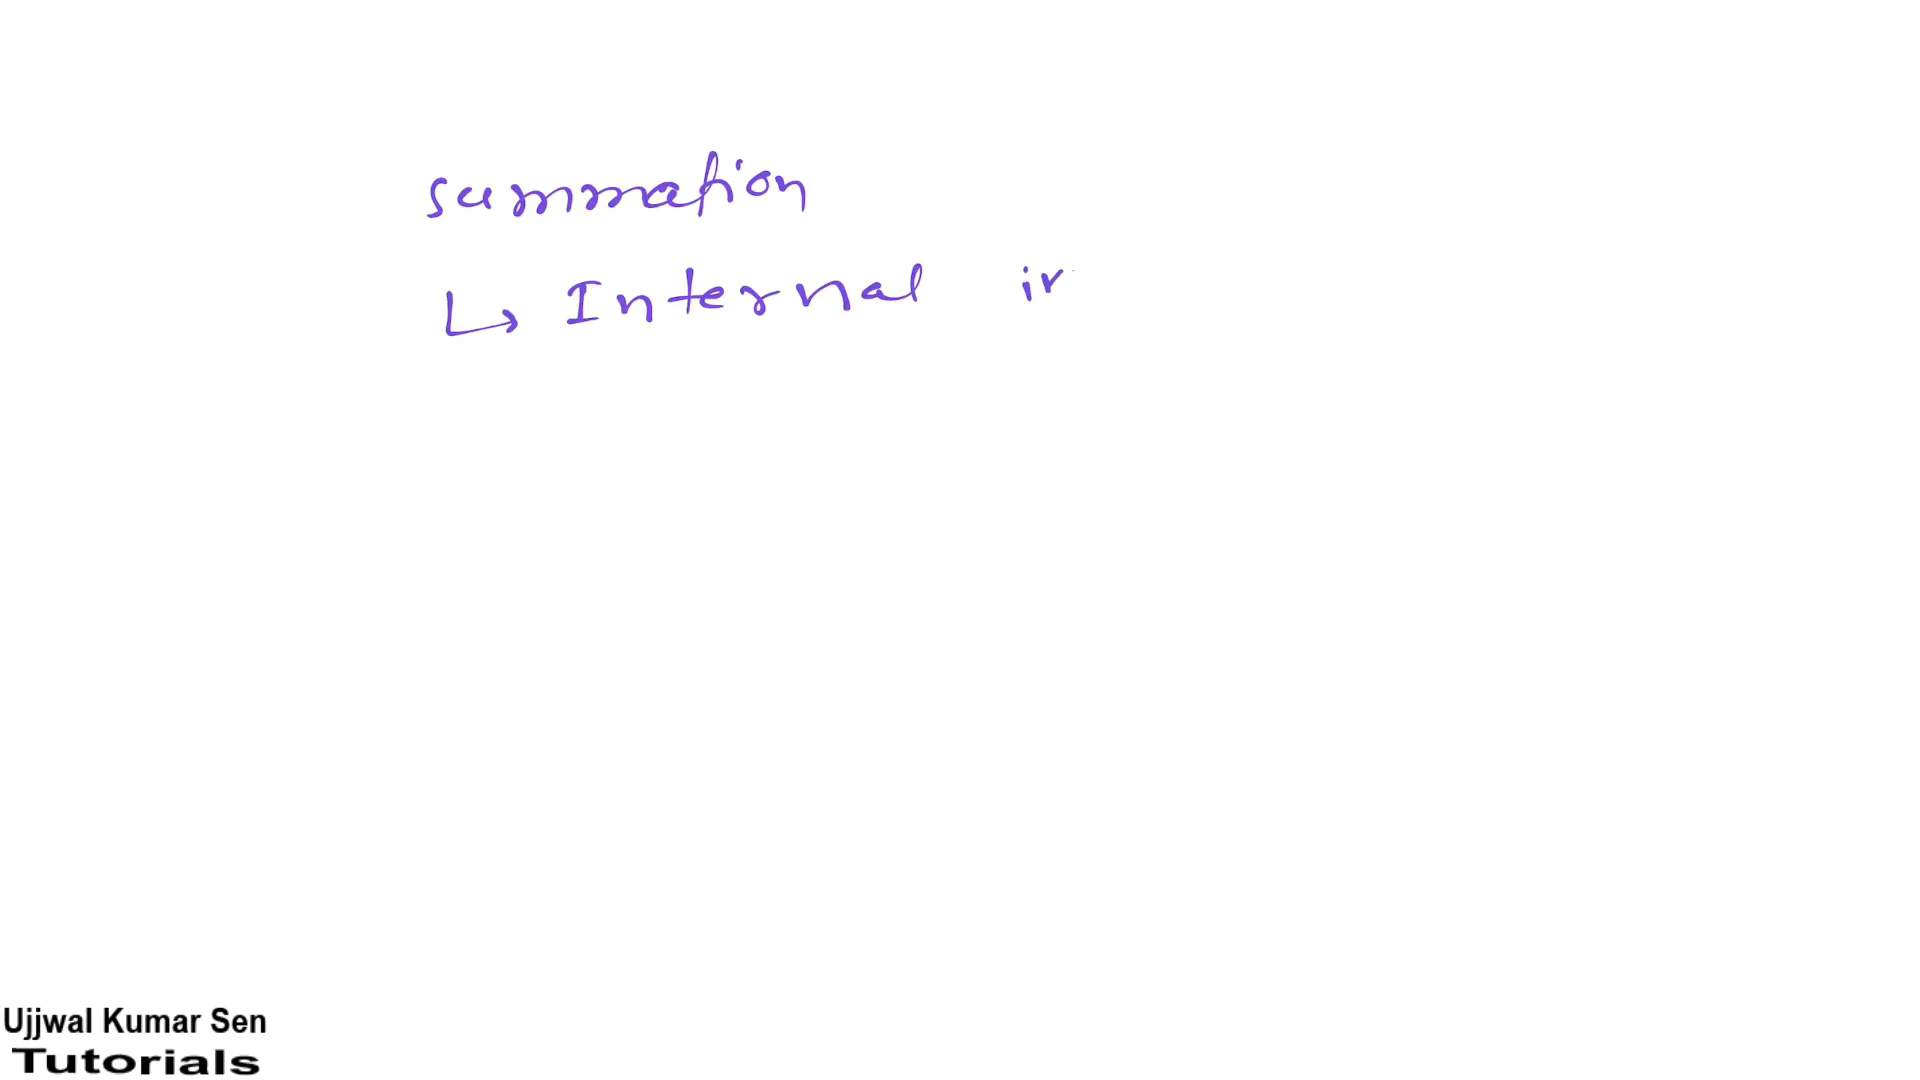 summation
↳ Internal
Ujjwal Kumar Sen
Tutorials